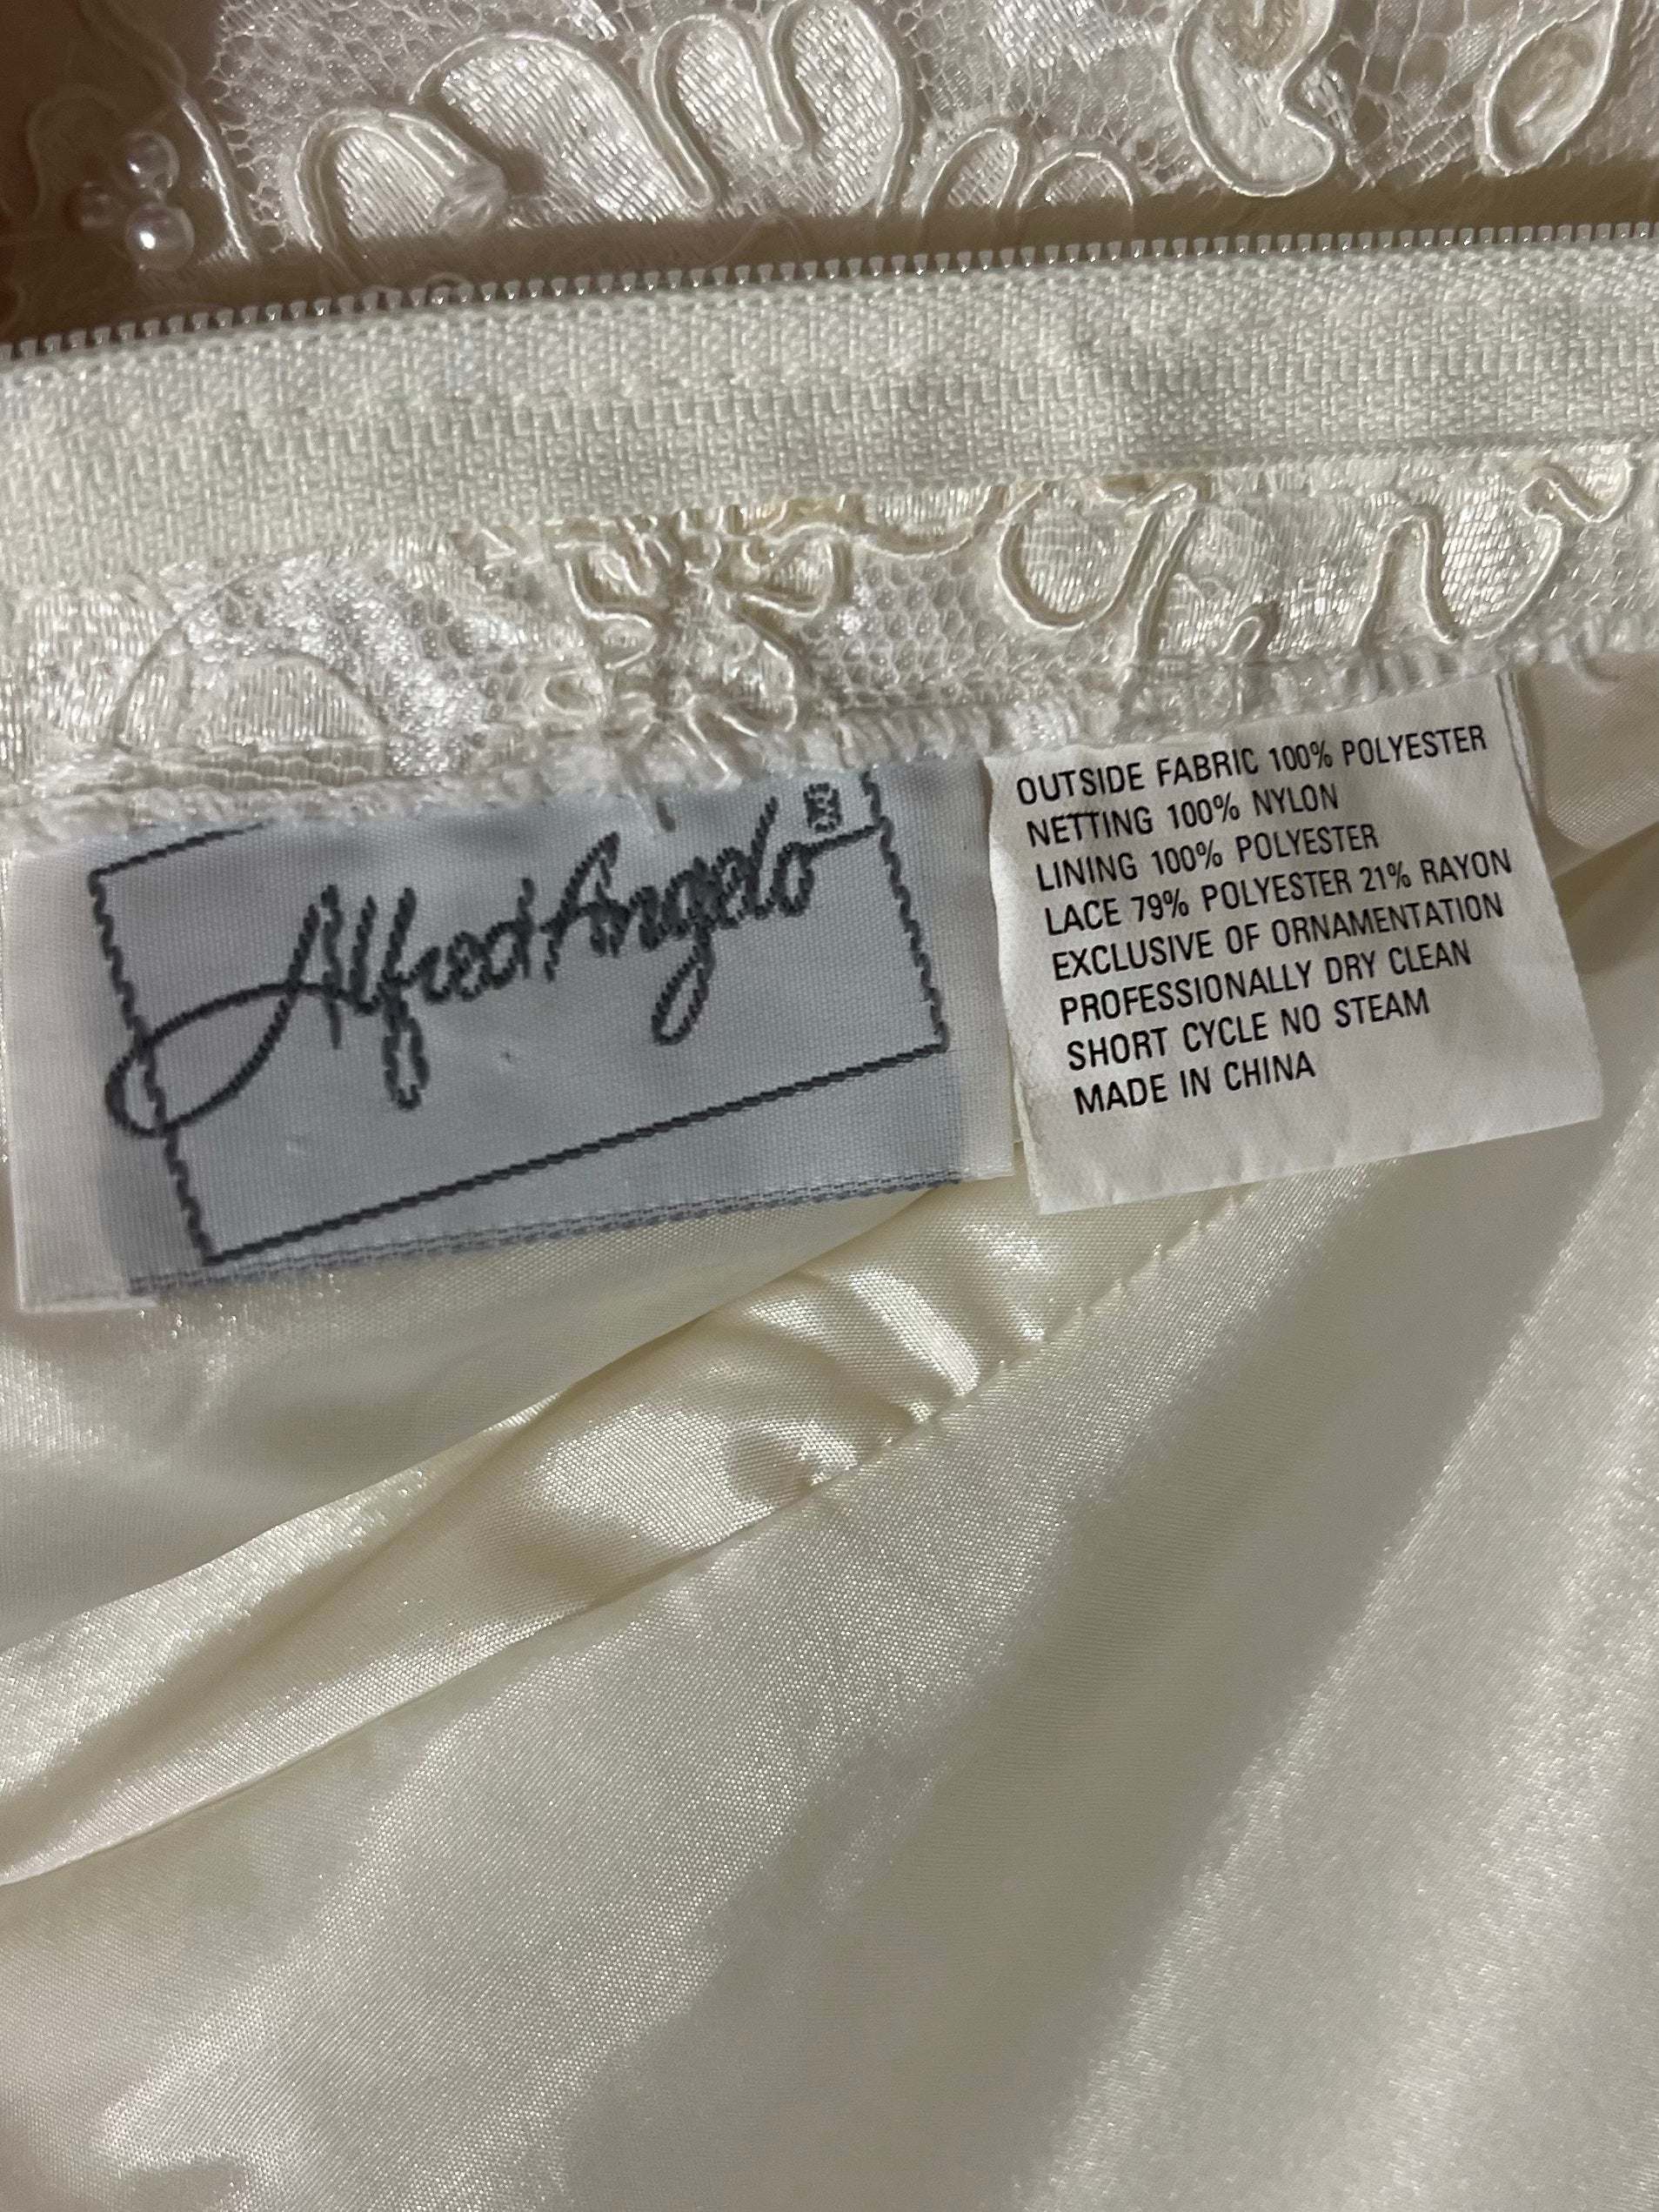 Alfred Angelo®
OUTSIDE FABRIC 100% POLYESTER
NETTING 100% NYLON
LINING 100% POLYESTER
LACE 79% POLYESTER 21% RAYON
EXCLUSIVE OF ORNAMENTATION
PROFESSIONALLY DRY CLEAN
SHORT CYCLE NO STEAM
MADE IN CHINA